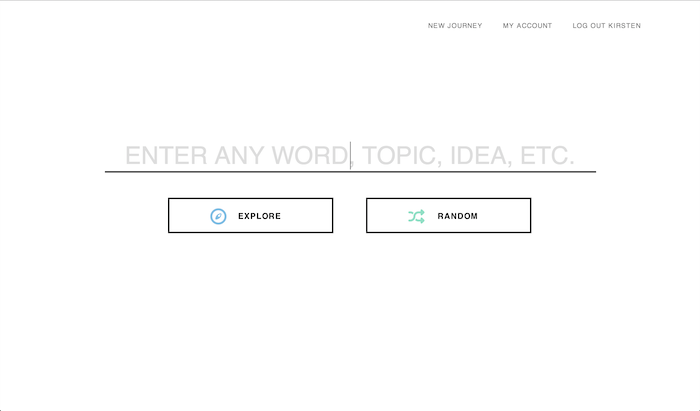 NEW JOURNEY MY ACCOUNT LOG OUT KIRSTEN
ENTER ANY WORD, TOPIC, IDEA, ETC.
EXPLORE RANDOM